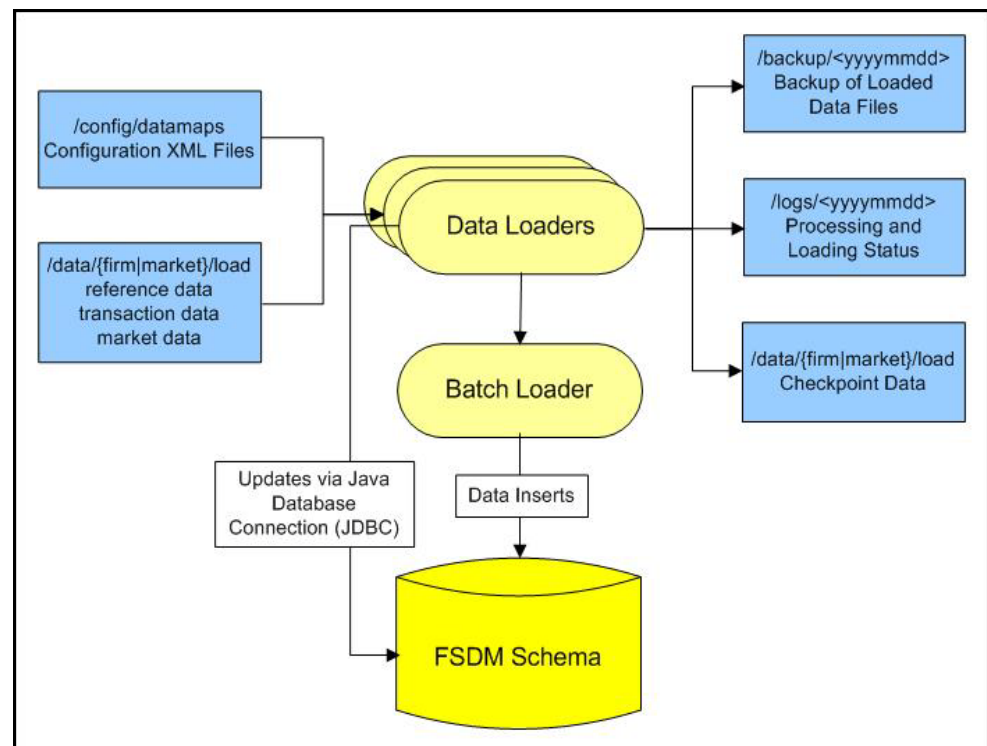 /config/datamaps
Configuration XML Files
/data/{firm|market}/load
reference data
transaction data
market data
Data Loaders
Batch Loader
Updates via Java
Database
Connection (JDBC)
Data Inserts
FSDM Schema
/backup/<yyyymmdd>
Backup of Loaded
Data Files
/logs/<yyyymmdd>
Processing and
Loading Status
/data/{firm|market}/load
Checkpoint Data